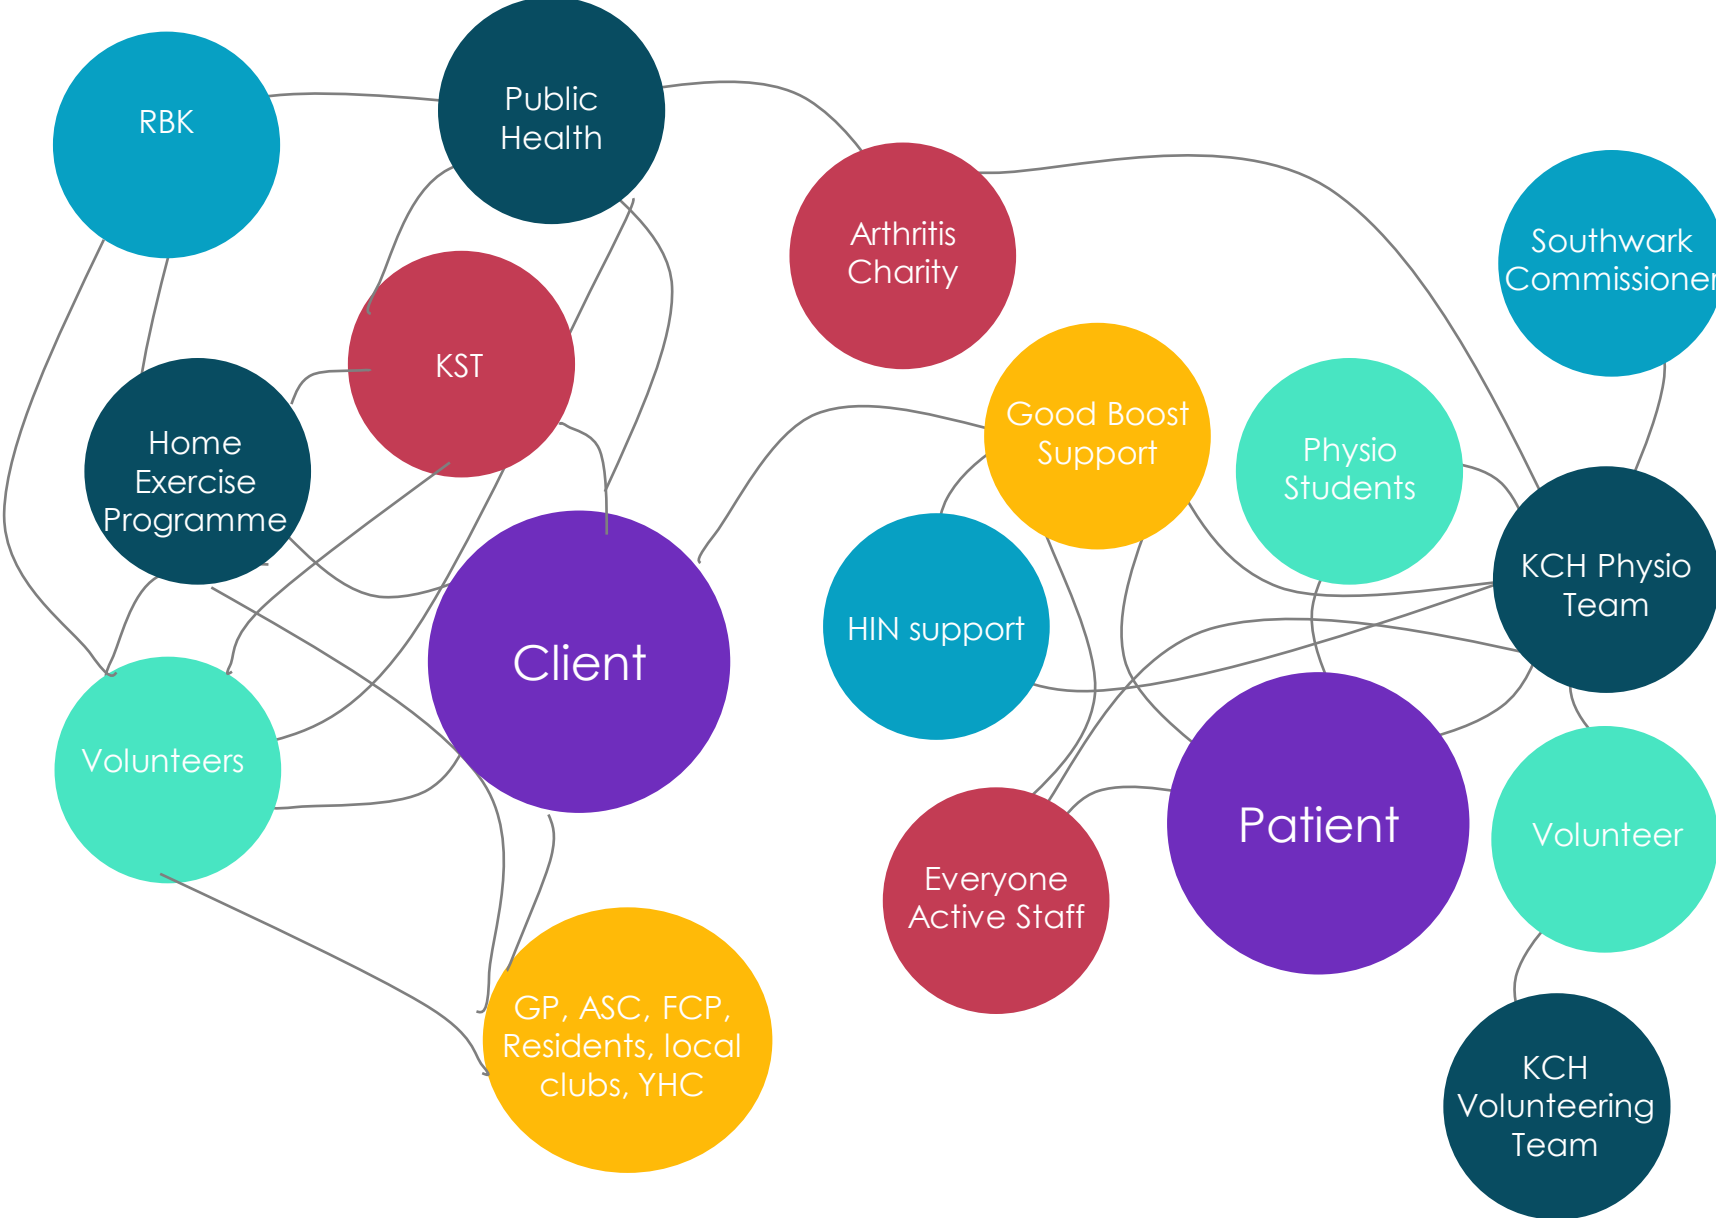 RBK
Public
Health
Arthritis
Charity
Southwark
Commissioner
KST
Good Boost
Support
Physio
Students
Home
Exercise
Programme
KCH Physio
Team
HIN support
Client
Volunteers
Patient
Volunteer
Everyone
Active Staff
GP, ASC, FCP,
Residents, local
clubs, YHC
KCH
Volunteering
Team